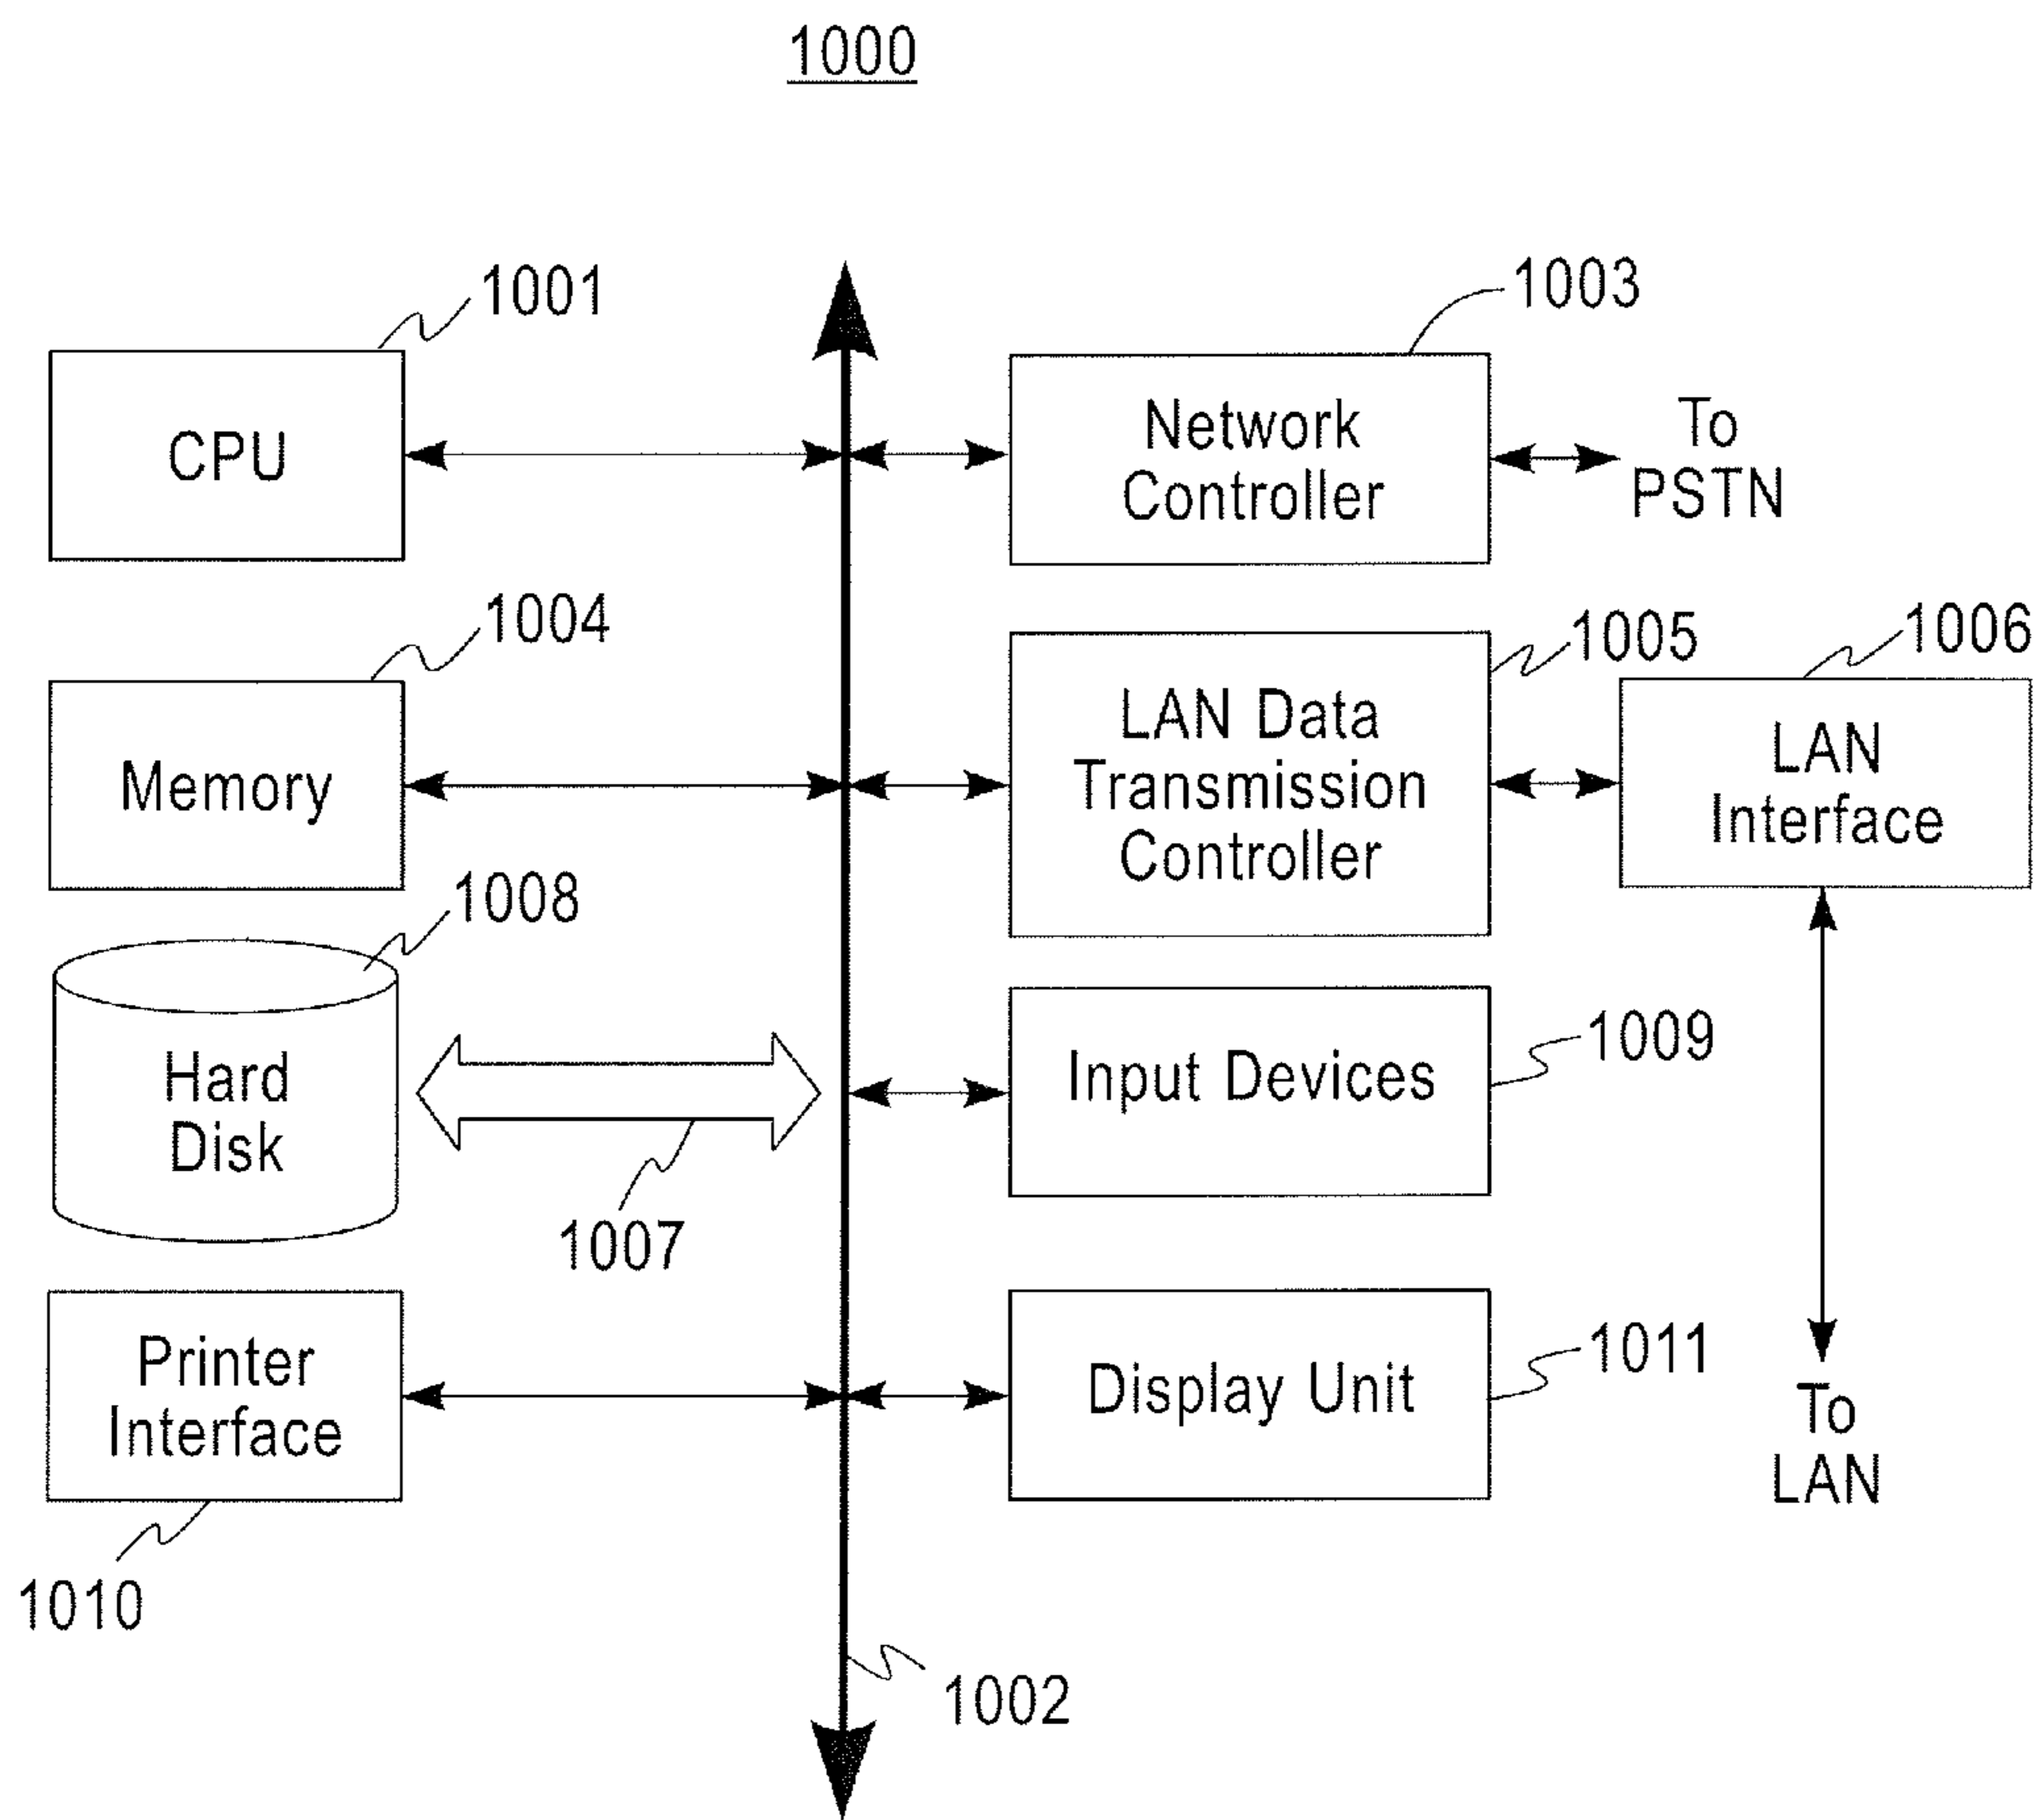 1000
1001
1003
CPU
Network
Controller
To
PSTN
1004
1005
1006
Memory
LAN Data
Transmission
Controller
LAN
Interface
1008
Hard
Disk
1007
Input Devices
1009
Printer
Interface
1010
Display Unit
1011
To
LAN
1002